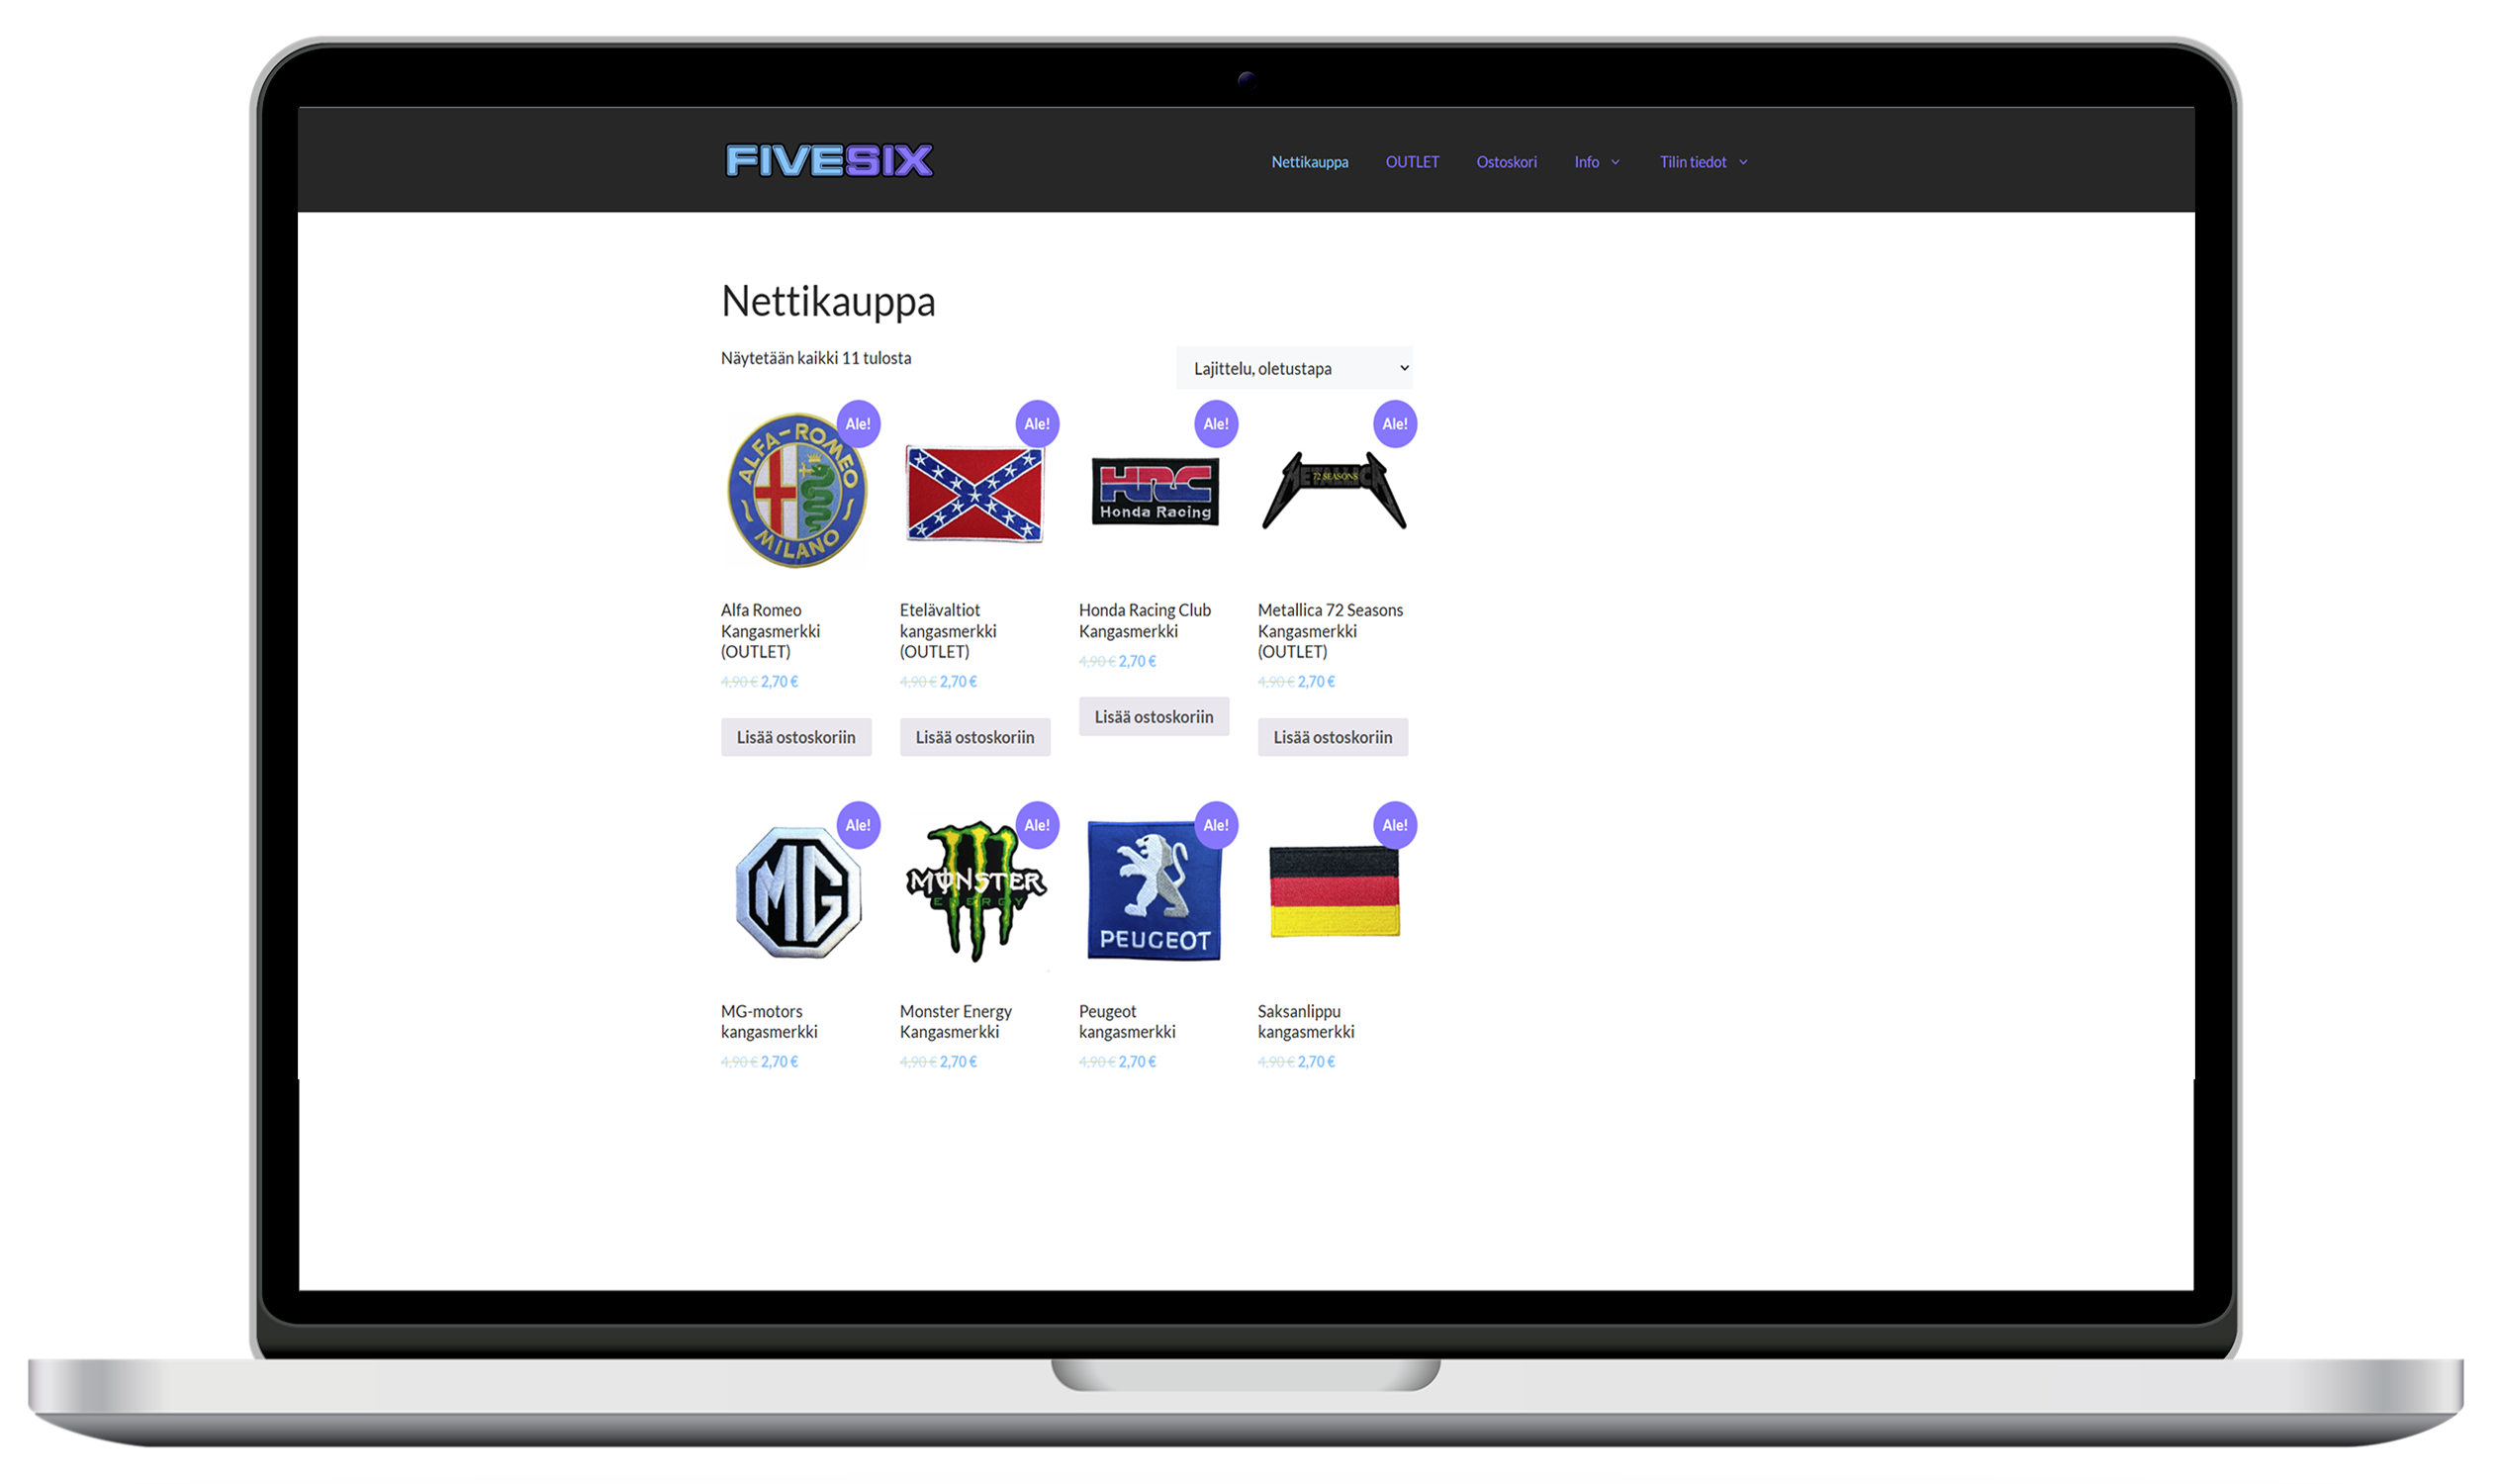 FIVESIX
Nettikauppa
OUTLET
Ostoskori
Info
Tilin tiedot
Nettikauppa
Näytetään kaikki 11 tulosta
Lajittelu, oletustapa
Ale!
ALFA-ROMEO
MILANO
Alfa Romeo
Kangasmerkki
(OUTLET)
4,90 € 2,70 €
Lisää ostoskoriin
Ale!
Etelävaltiot
kangasmerkki
(OUTLET)
4,90 € 2,70 €
Lisää ostoskoriin
Ale!
HRC
Honda Racing
Honda Racing Club
Kangasmerkki
4,90 € 2,70 €
Lisää ostoskoriin
Ale!
METALLICA
72 SEASONS
Metallica 72 Seasons
Kangasmerkki
(OUTLET)
4,90 € 2,70 €
Lisää ostoskoriin
Ale!
MG
MG-motors
kangasmerkki
4,90 € 2,70 €
Ale!
MONSTER
ENERGY
Monster Energy
Kangasmerkki
4,90 € 2,70 €
Ale!
PEUGEOT
Peugeot
kangasmerkki
4,90 € 2,70 €
Ale!
Saksanlippu
kangasmerkki
4,90 € 2,70 €